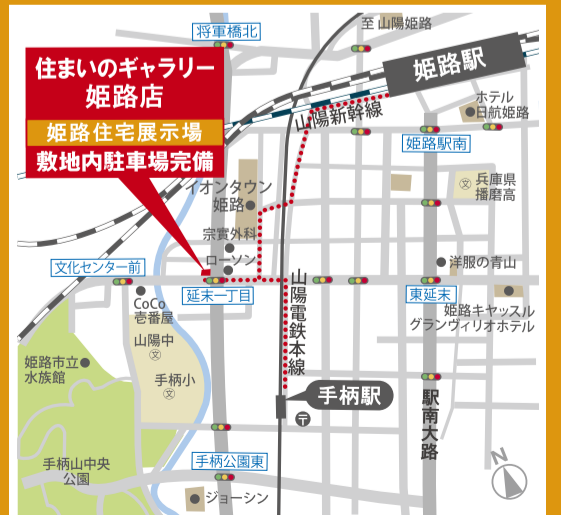 将軍橋北
至 山陽姫路
姫路駅
住まいのギャラリー
姫路店
姫路住宅展示場
敷地内駐車場完備
山陽新幹線
ホテル
日航姫路
姫路駅南
イオンタウン
姫路
文
兵庫県
播磨高
宗實外科
ローソン
文化センター前
延末一丁目
山陽電鉄本線
洋服の青山
東延末
CoCo
壱番屋
姫路キャッスル
グランヴィリオホテル
山陽中
文
姫路市立
水族館
手柄小
文
手柄駅
〒
駅南大路
手柄公園東
手柄山中央
公園
ジョーシン
N